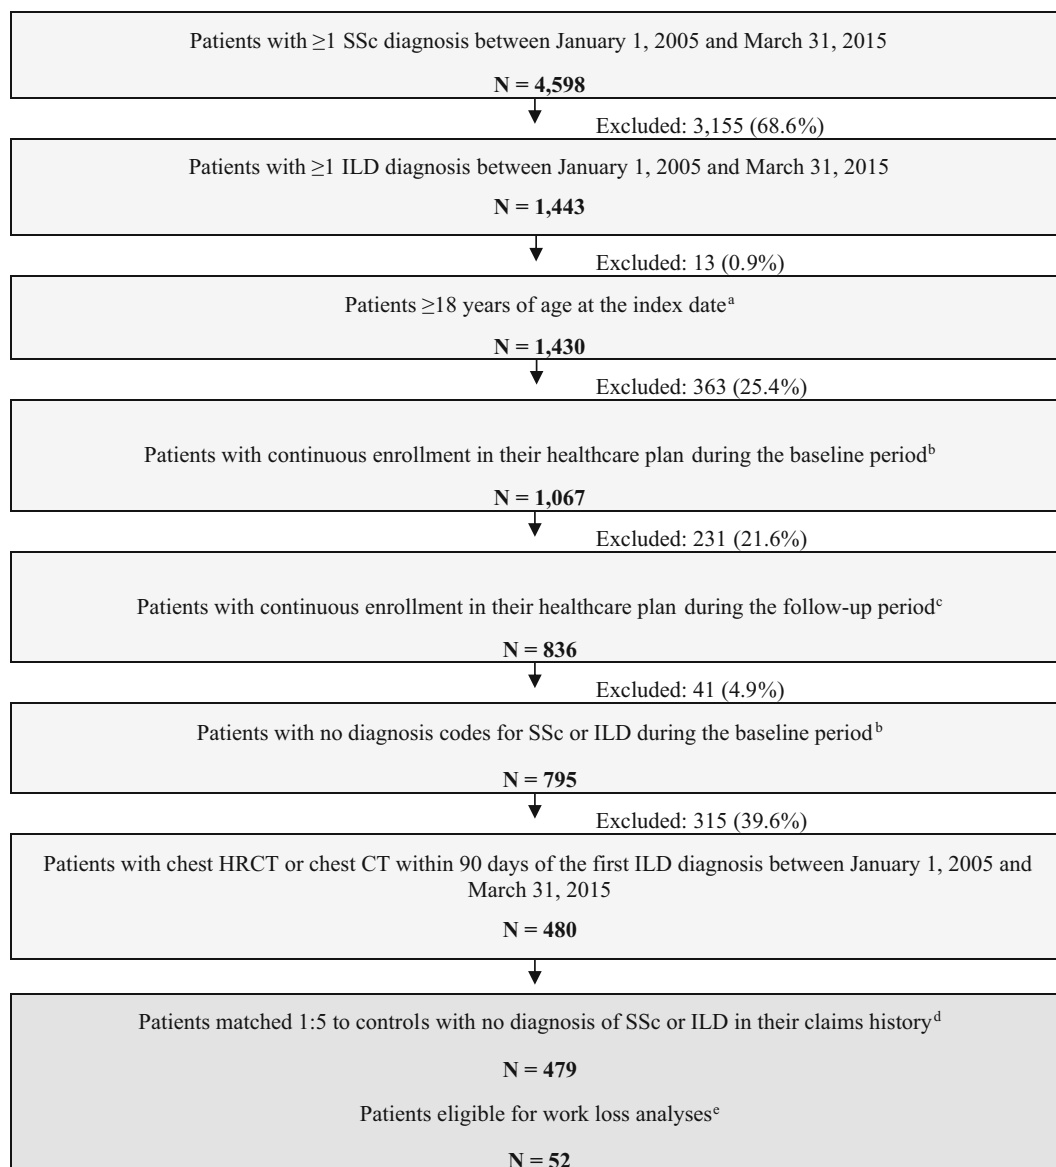 Patients with ≥1 SSc diagnosis between January 1, 2005 and March 31, 2015
N = 4,598
Excluded: 3,155 (68.6%)
Patients with ≥1 ILD diagnosis between January 1, 2005 and March 31, 2015
N = 1,443
Excluded: 13 (0.9%)
Patients ≥18 years of age at the index dateᵃ
N = 1,430
Excluded: 363 (25.4%)
Patients with continuous enrollment in their healthcare plan during the baseline periodᵇ
N = 1,067
Excluded: 231 (21.6%)
Patients with continuous enrollment in their healthcare plan during the follow-up periodᶜ
N = 836
Excluded: 41 (4.9%)
Patients with no diagnosis codes for SSc or ILD during the baseline periodᵇ
N = 795
Excluded: 315 (39.6%)
Patients with chest HRCT or chest CT within 90 days of the first ILD diagnosis between January 1, 2005 and
March 31, 2015
N = 480
Patients matched 1:5 to controls with no diagnosis of SSc or ILD in their claims historyᵈ
N = 479
Patients eligible for work loss analysesᵉ
N = 52